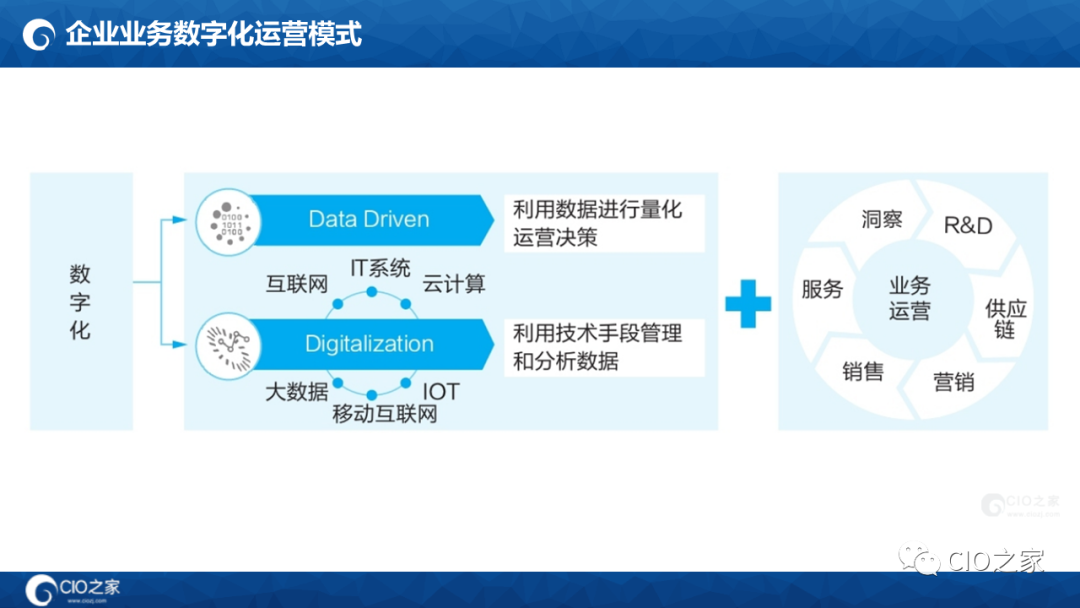 企业业务数字化运营模式
数
字
化
0100
1011
0100
Data Driven
利用数据进行量化
运营决策
互联网
IT系统
云计算
Digitalization
利用技术手段管理
和分析数据
大数据
移动互联网
IOT
洞察
R&D
服务
业务
运营
供应
链
销售
营销
CIO之家
www.ciozj.com
CIO之家
CIO之家
www.ciozj.com